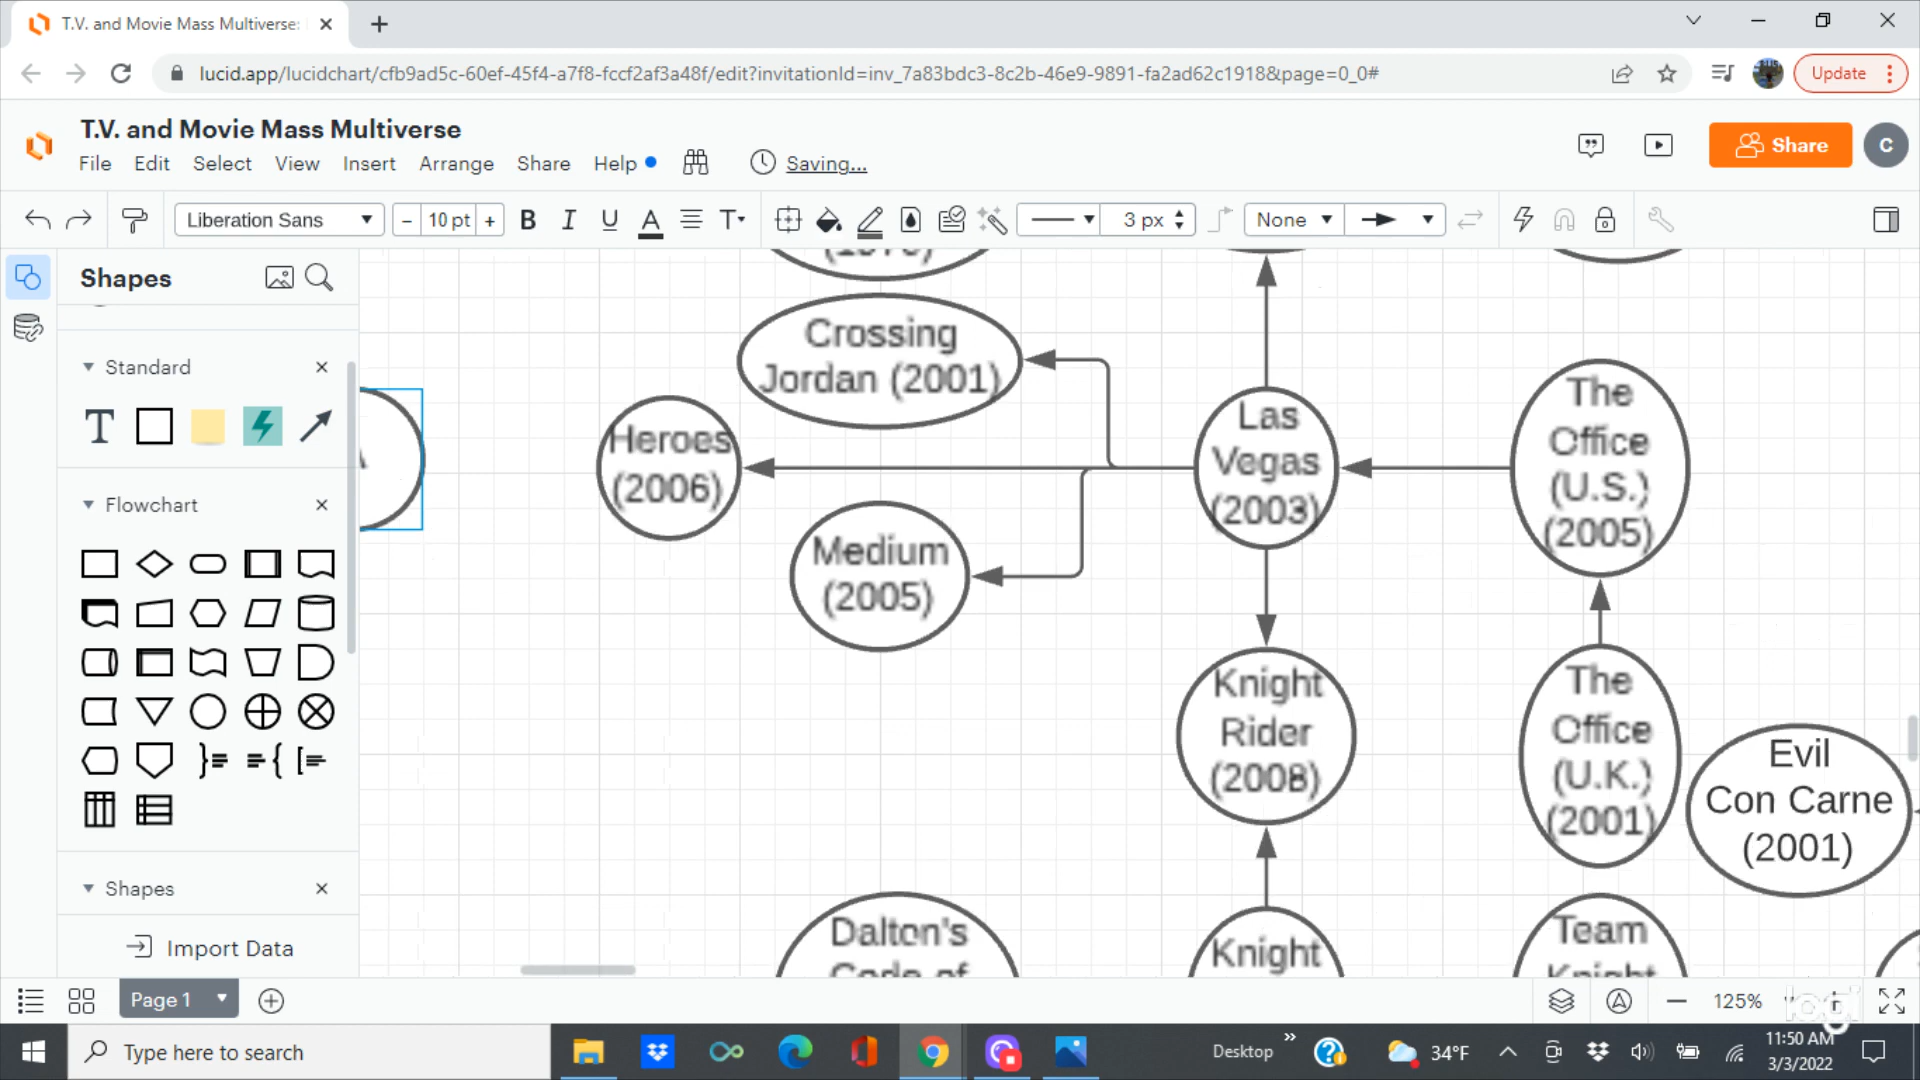 T.V. and Movie Mass Multiverse:
lucid.app/lucidchart/cfb9ad5c-60ef-45f4-a7f8-fccf2af3a48f/edit?invitationId=inv_7a83bdc3-8c2b-46e9-9891-fa2ad62c1918&page=0_0#
Update
T.V. and Movie Mass Multiverse
File Edit Select View Insert Arrange Share Help
Saving...
Share
C
Liberation Sans
- 10 pt +
B I U A T
3 px
None
Shapes
Standard
T
Flowchart
Shapes
Import Data
Crossing
Jordan (2001)
Heroes
(2006)
Medium
(2005)
Las
Vegas
(2003)
The
Office
(U.S.)
(2005)
Knight
Rider
(2008)
The
Office
(U.K.)
(2001)
Evil
Con Carne
(2001)
Dalton's
Code of
Knight
Team
Knight
Page 1
125%
logi
Type here to search
Desktop
34°F
11:50 AM
3/3/2022